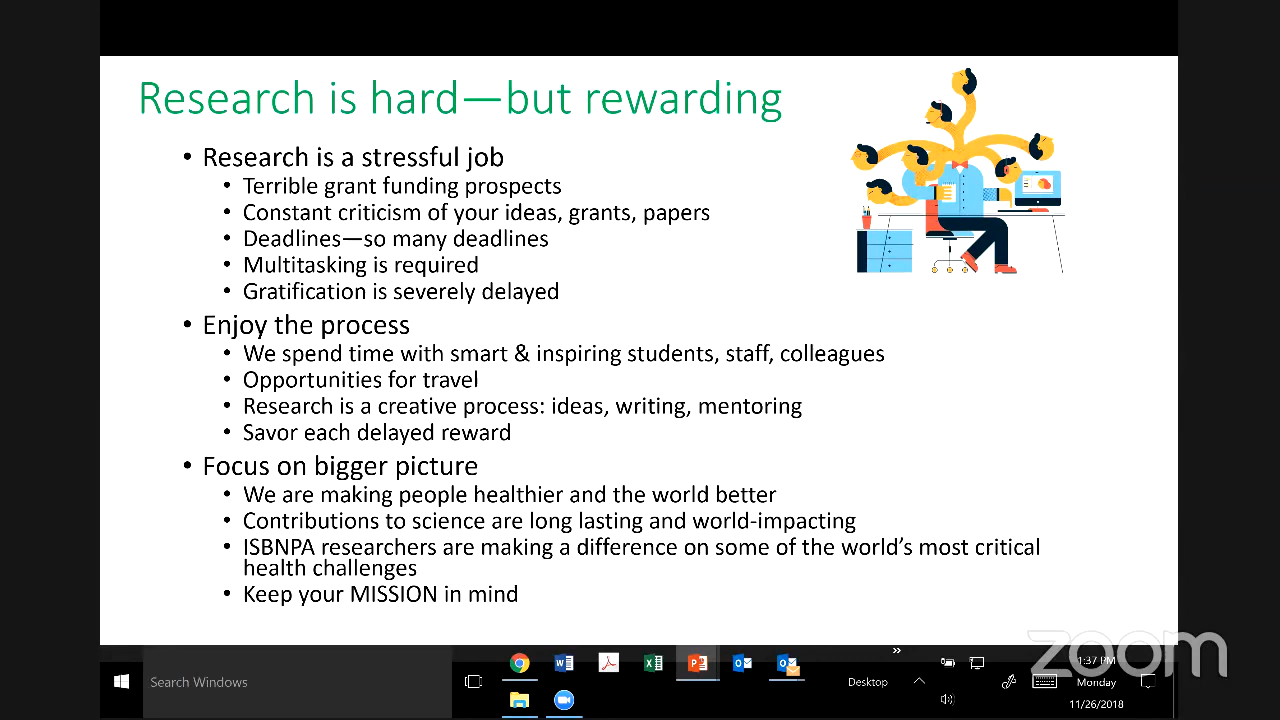 Research is hard—but rewarding
• Research is a stressful job
• Terrible grant funding prospects
• Constant criticism of your ideas, grants, papers
• Deadlines—so many deadlines
• Multitasking is required
• Gratification is severely delayed
• Enjoy the process
• We spend time with smart & inspiring students, staff, colleagues
• Opportunities for travel
• Research is a creative process: ideas, writing, mentoring
• Savor each delayed reward
• Focus on bigger picture
• We are making people healthier and the world better
• Contributions to science are long lasting and world-impacting
• ISBNPA researchers are making a difference on some of the world’s most critical
health challenges
• Keep your MISSION in mind
zoom
Search Windows
Desktop
1:37 PM
Monday
11/26/2018